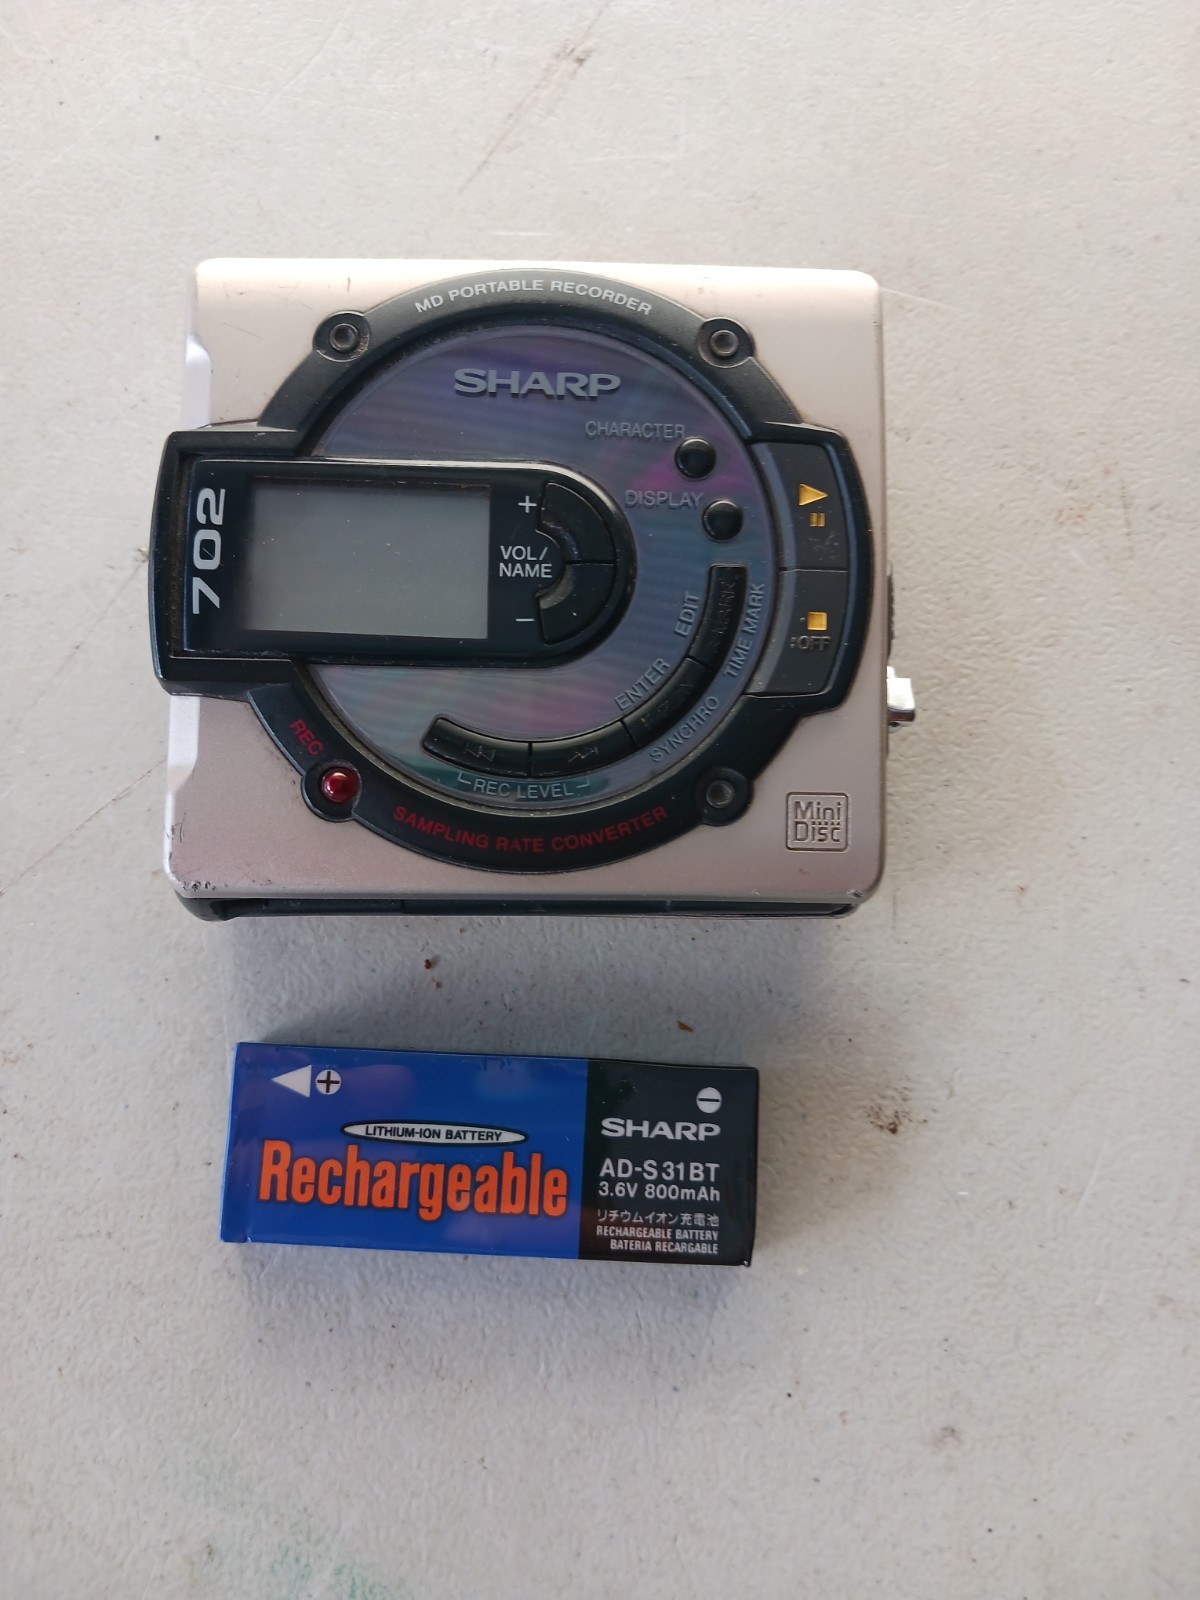 MD PORTABLE RECORDER
SHARP
CHARACTER
DISPLAY
702
+
VOL/
NAME
−
EDIT
TIME MARK
ENTER
SYNCHRO
:OFF
REC
REC LEVEL
SAMPLING RATE CONVERTER
Mini
Disc
LITHIUM-ION BATTERY
Rechargeable
SHARP
AD-S31BT
3.6V 800mAh
リチウムイオン充電池
RECHARGEABLE BATTERY
BATERIA RECARGABLE